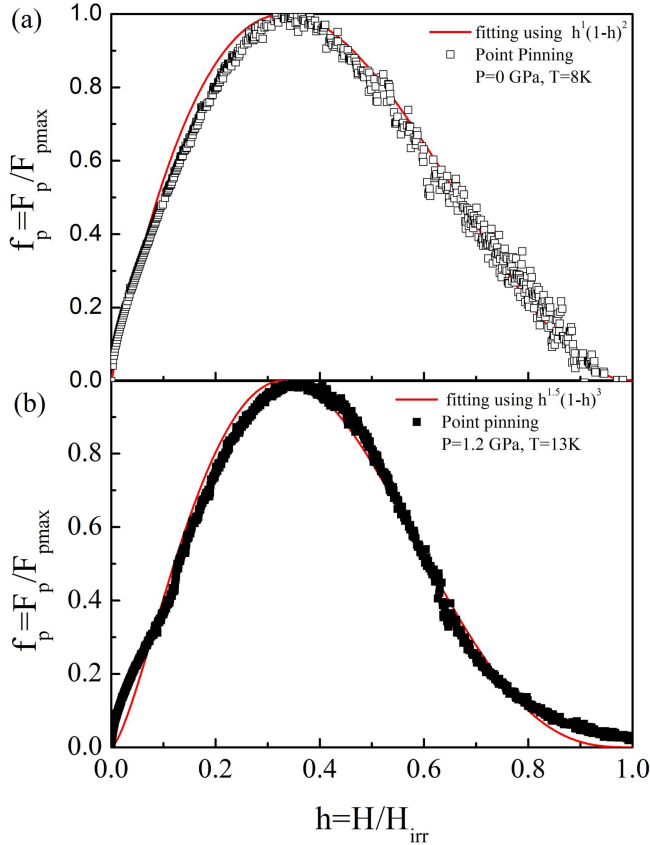 (a)
1.0
0.8
0.6
0.4
0.2
0.0
f_p=F_p/F_pmax
fitting using h^1(1-h)^2
Point Pinning
P=0 GPa, T=8K
(b)
0.8
0.6
0.4
0.2
0.0
f_p=F_p/F_pmax
fitting using h^1.5(1-h)^3
Point pinning
P=1.2 GPa, T=13K
0.0 0.2 0.4 0.6 0.8 1.0
h=H/H_irr